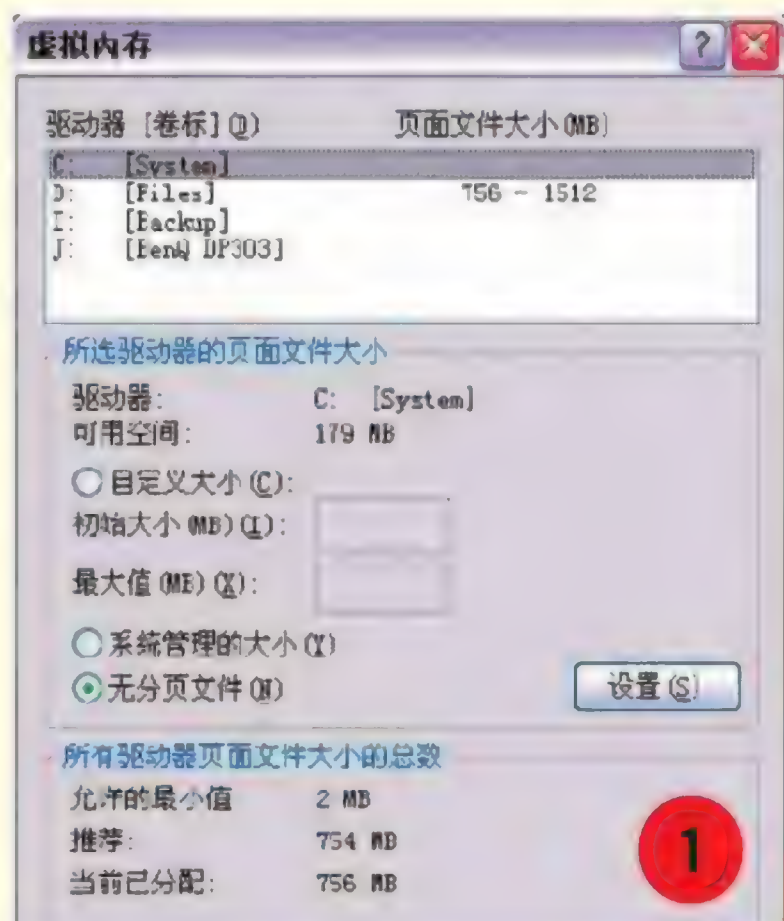 虚拟内存
驱动器 [卷标](D) 页面文件大小(MB)
C: [System]
D: [Files] 756 - 1512
I: [Backup]
J: [BenQ DP303]
所选驱动器的页面文件大小
驱动器: C: [System]
可用空间: 179 MB
自定义大小(C):
初始大小(MB)(I):
最大值(MB)(X):
系统管理的大小(Y)
无分页文件(N)
设置(S)
所有驱动器页面文件大小的总数
允许的最小值 2 MB
推荐: 754 MB
当前已分配: 756 MB
1